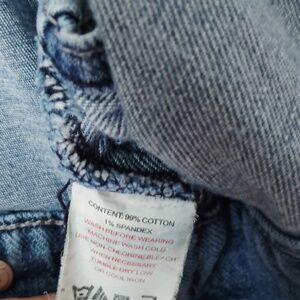 CONTENT: 99% COTTON
1% SPANDEX
WASH BEFORE WEARING
MACHINE WASH COLD
USE NON-CHLORINE BLEACH
WHEN NECESSARY
TUMBLE DRY LOW
OR COOL IRON